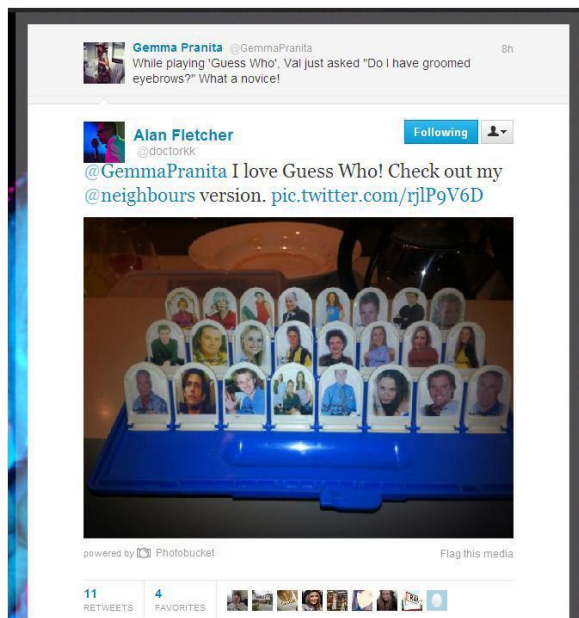 Gemma Pranita @GemmaPranita 8h
While playing 'Guess Who', Val just asked "Do I have groomed
eyebrows?" What a novice!
Alan Fletcher
@doctorkk
Following
@GemmaPranita I love Guess Who! Check out my
@neighbours version. pic.twitter.com/rjlP9V6D
powered by Photobucket
Flag this media
11
RETWEETS
4
FAVORITES